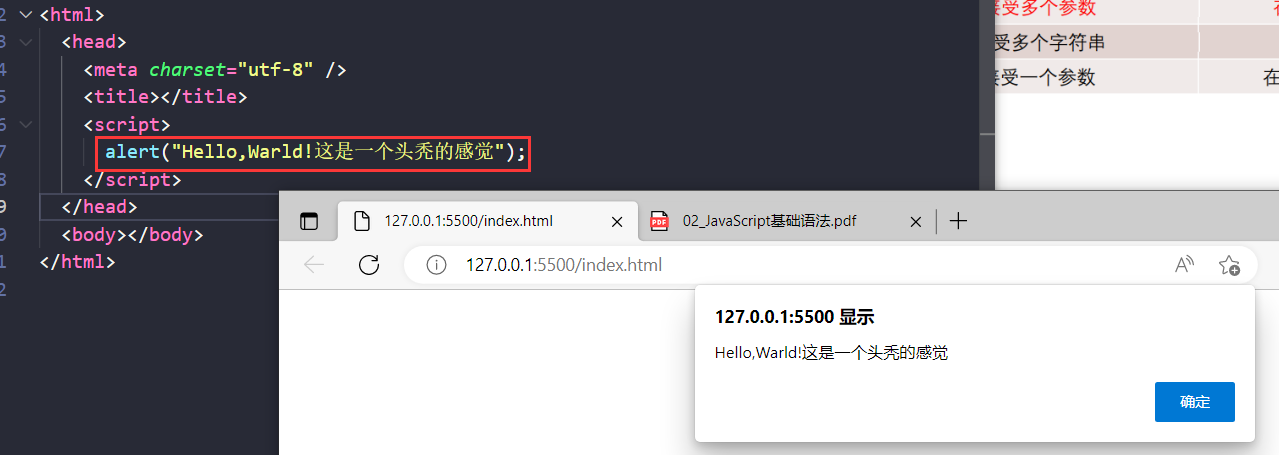 2 <html>
3 <head>
4 <meta charset="utf-8" />
5 <title></title>
6 <script>
7 alert("Hello,Warld!这是一个头秃的感觉");
8 </script>
9 </head>
0 <body></body>
1 </html>
2
接受多个参数
受多个字符串
接受一个参数 在
127.0.0.1:5500/index.html
PDF 02_JavaScript基础语法.pdf
127.0.0.1:5500/index.html
127.0.0.1:5500 显示
Hello,Warld!这是一个头秃的感觉
确定